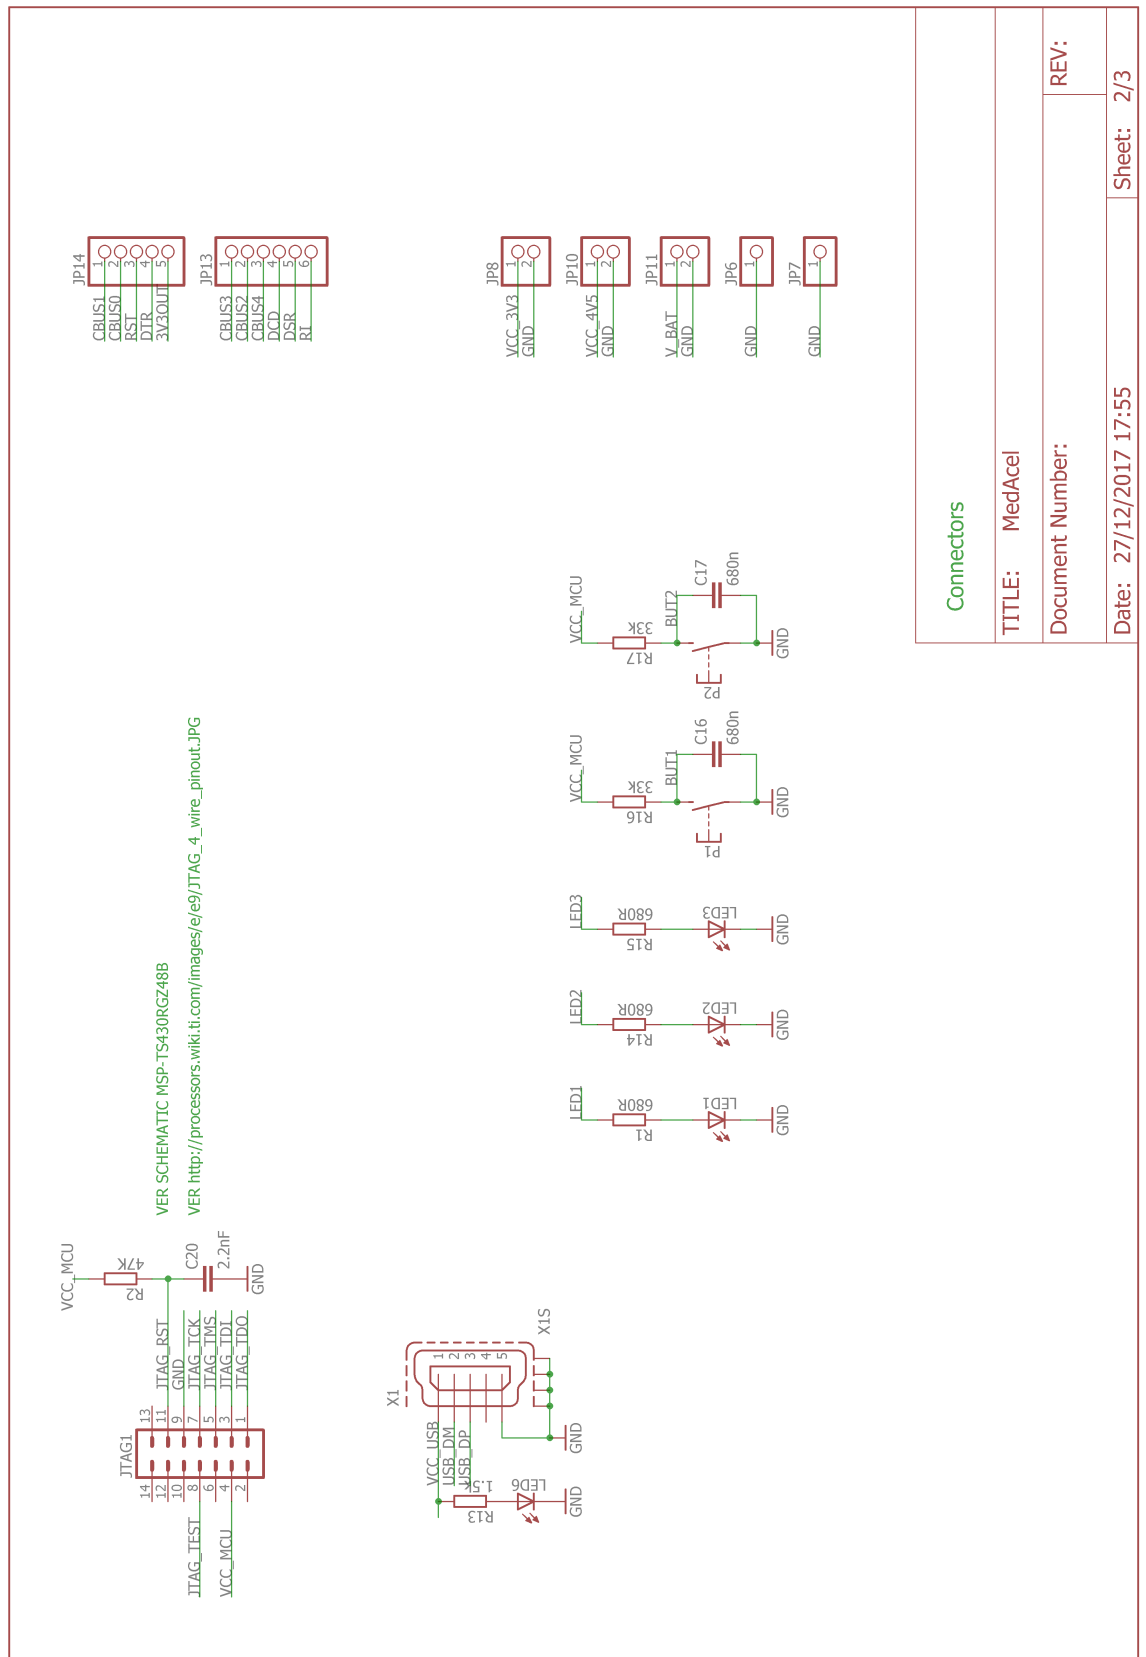 JTAG1
14
12
10
8
6
4
2
13
11
9
7
5
3
1
JTAG_TEST
VCC_MCU
JTAG_RST
GND
JTAG_TCK
JTAG_TMS
JTAG_TDI
JTAG_TDO
VCC_MCU
R2
47K
C20
2.2nF
GND
VER SCHEMATIC MSP-TS430RGZ48B
VER http://processors.wiki.ti.com/images/e/e9/JTAG_4_wire_pinout.JPG
JP14
1
2
3
4
5
CBUS1
CBUS0
RST
DTR
3V3OUT
JP13
1
2
3
4
5
6
CBUS3
CBUS2
CBUS4
DCD
DSR
RI
X1
X1S
1
2
3
4
5
VCC_USB
USB_DM
USB_DP
GND
R13
1.5k
LED6
GND
LED1
R1
680R
LED1
GND
LED2
R14
680R
LED2
GND
LED3
R15
680R
LED3
GND
VCC_MCU
R16
33k
BUT1
C16
680n
P1
GND
VCC_MCU
R17
33k
BUT2
C17
680n
P2
GND
JP8
1
2
VCC_3V3
GND
JP10
1
2
VCC_4V5
GND
JP11
1
2
V_BAT
GND
JP6
1
GND
JP7
1
GND
Connectors
TITLE: MedAcel
Document Number:
REV:
Date: 27/12/2017 17:55
Sheet: 2/3